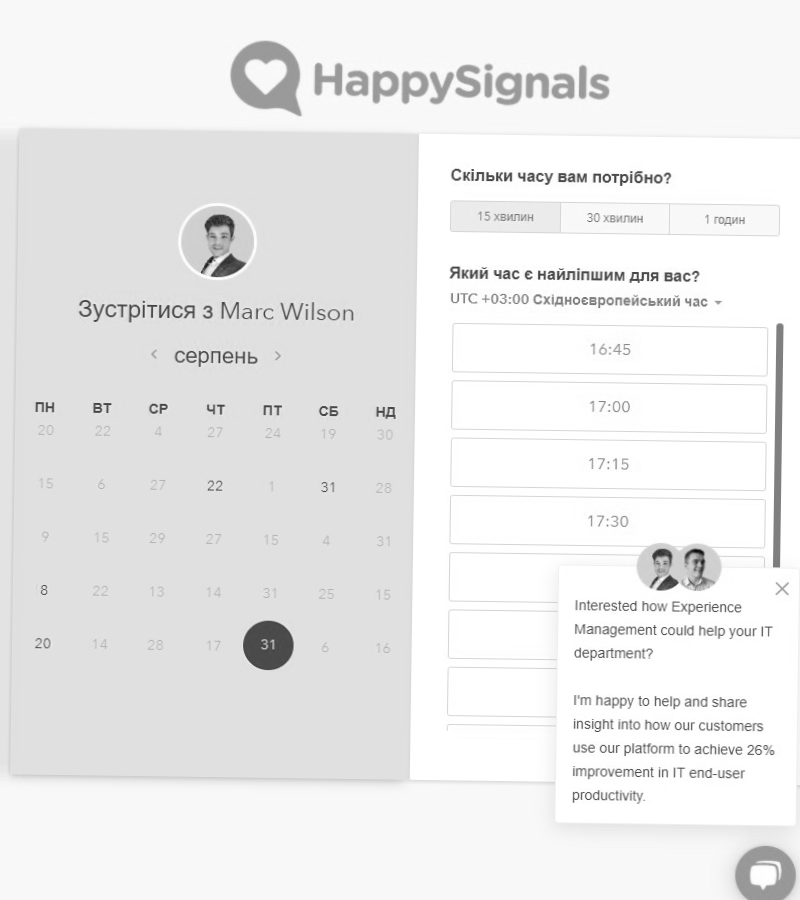 HappySignals
Зустрітися з Marc Wilson
серпень
ПН ВТ СР ЧТ ПТ СБ НД
20 22 4 27 24 19 30
15 6 27 22 1 31 28
9 15 29 27 15 4 31
8 22 13 14 31 25 15
20 14 28 17 31 6 16
Скільки часу вам потрібно?
15 хвилин 30 хвилин 1 годин
Який час є найліпшим для вас?
UTC +03:00 Східноєвропейський час
16:45
17:00
17:15
17:30
Interested how Experience
Management could help your IT
department?
I'm happy to help and share
insight into how our customers
use our platform to achieve 26%
improvement in IT end-user
productivity.